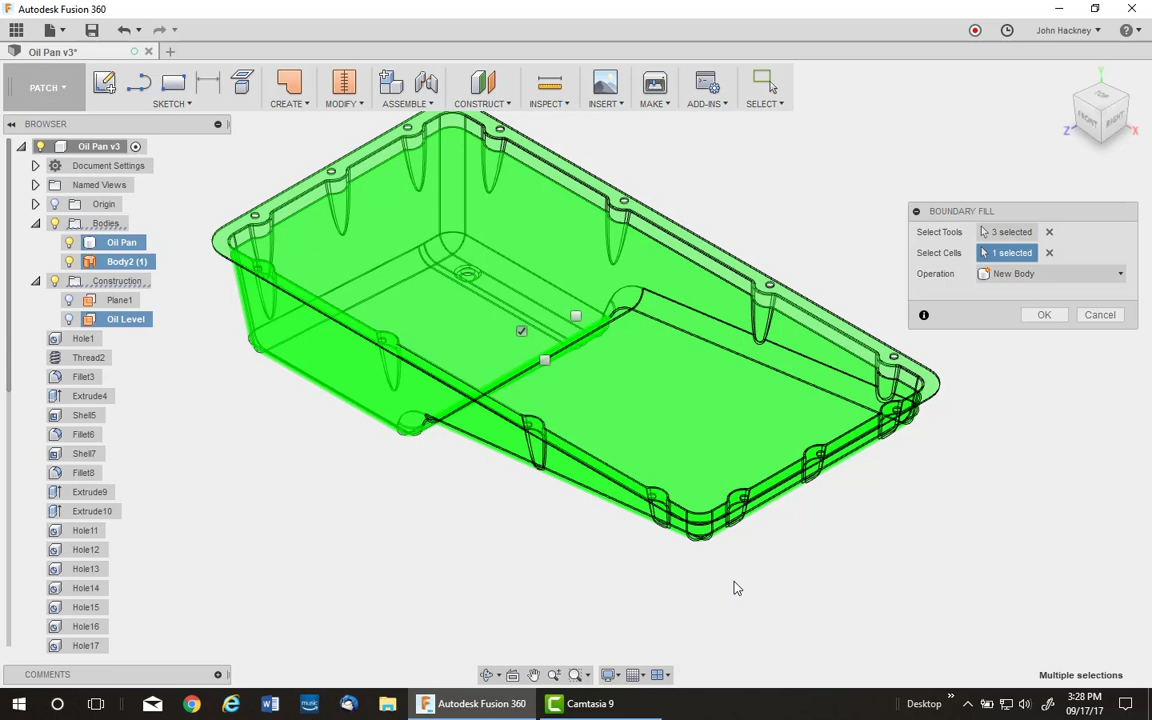 Autodesk Fusion 360
John Hackney
Oil Pan v3*
PATCH
SKETCH
CREATE
MODIFY
ASSEMBLE
CONSTRUCT
INSPECT
INSERT
MAKE
ADD-INS
SELECT
BROWSER
Oil Pan v3
Document Settings
Named Views
Origin
Bodies
Oil Pan
Body2 (1)
Construction
Plane1
Oil Level
Hole1
Thread2
Fillet3
Extrude4
Shell5
Fillet6
Shell7
Fillet8
Extrude9
Extrude10
Hole11
Hole12
Hole13
Hole14
Hole15
Hole16
Hole17
TOP
FRONT
RIGHT
Y
Z
X
BOUNDARY FILL
Select Tools 3 selected
Select Cells 1 selected
Operation New Body
OK Cancel
COMMENTS
Multiple selections
Autodesk Fusion 360
Camtasia 9
Desktop
3:28 PM
09/17/17